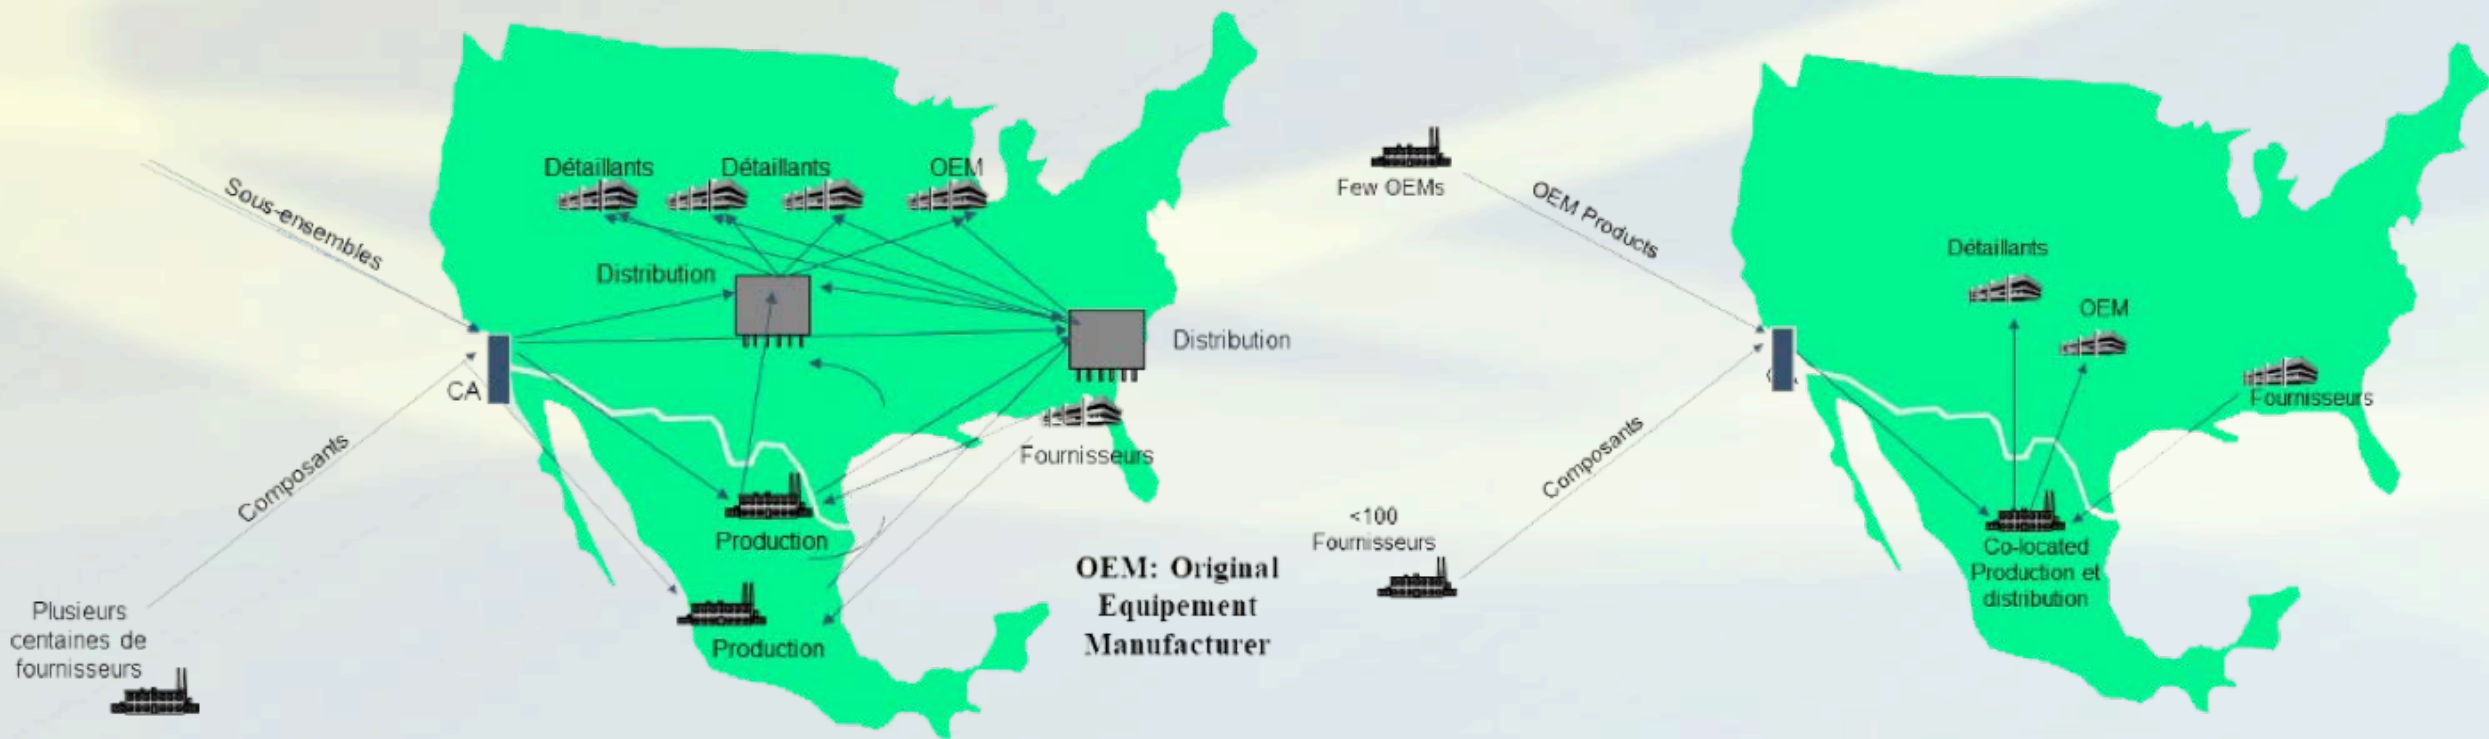 Sous-ensembles
Détaillants
Détaillants
OEM
Distribution
Distribution
CA
Composants
Fournisseurs
Production
Production
Plusieurs
centaines de
fournisseurs
OEM: Original
Equipement
Manufacturer
Few OEMs
OEM Products
Détaillants
OEM
Fournisseurs
Composants
<100
Fournisseurs
Co-located
Production et
distribution